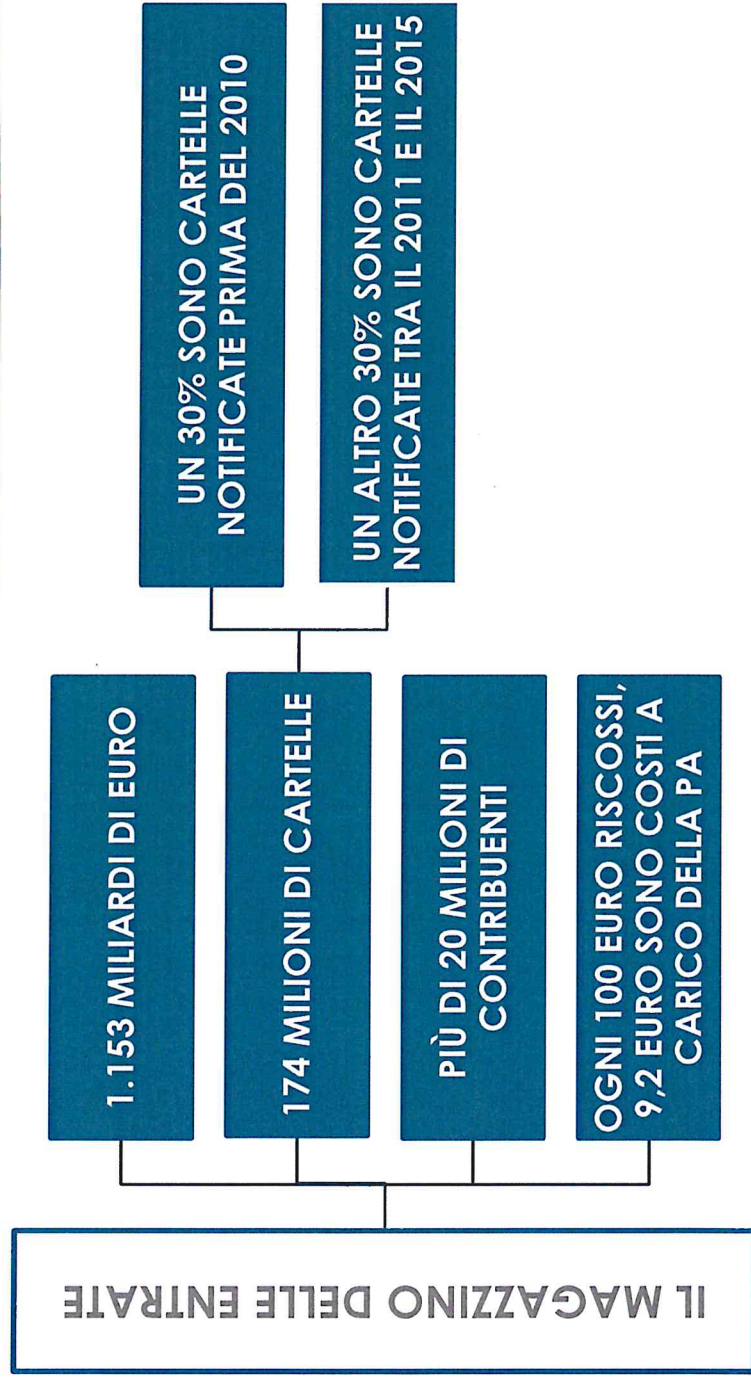 IL MAGAZZINO DELLE ENTRATE
1.153 MILIARDI DI EURO
174 MILIONI DI CARTELLE
PIÙ DI 20 MILIONI DI
CONTRIBUENTI
OGNI 100 EURO RISCOSSI,
9,2 EURO SONO COSTI A
CARICO DELLA PA
UN 30% SONO CARTELLE
NOTIFICATE PRIMA DEL 2010
UN ALTRO 30% SONO CARTELLE
NOTIFICATE TRA IL 2011 E IL 2015